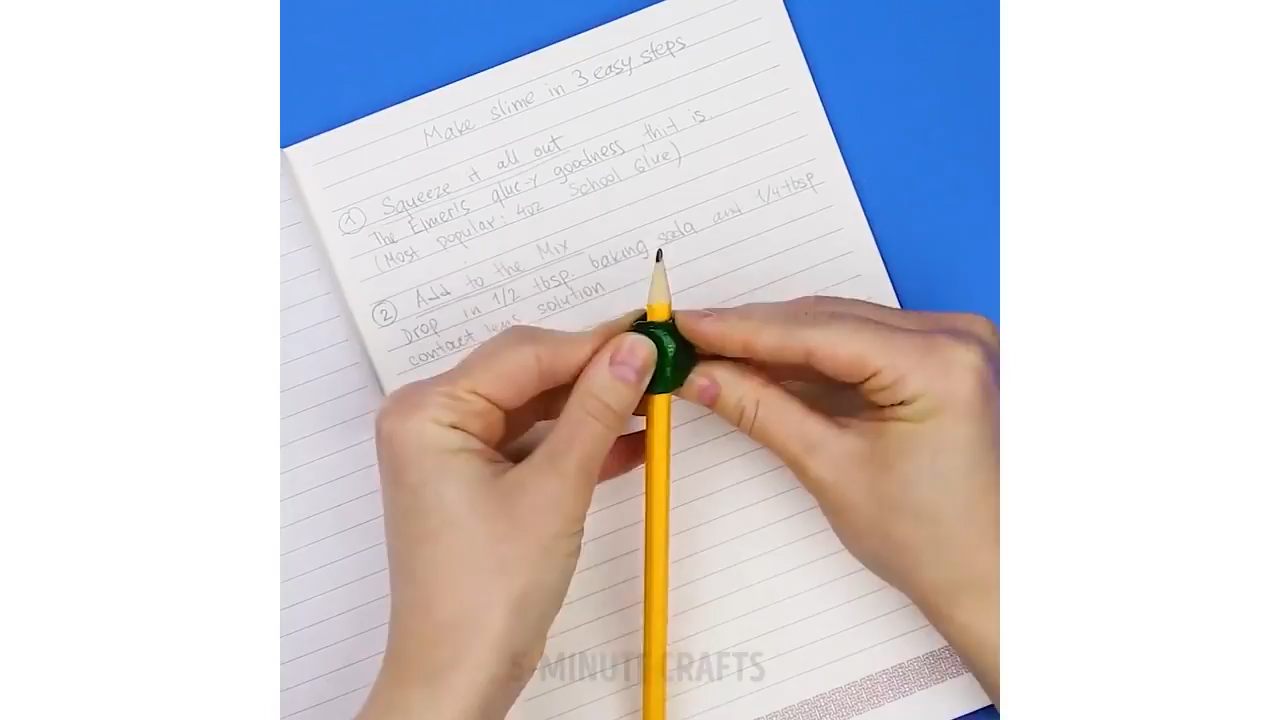 Make slime in 3 easy steps
1 Squeeze it all out
The Elmer's glue-y goodness thit is.
(Most popular: 4oz School Glue)
2 Add to the Mix
Drop in 1/2 tbsp. baking soda and 1/4 tbsp
contact lens solution
5-MINUTE CRAFTS